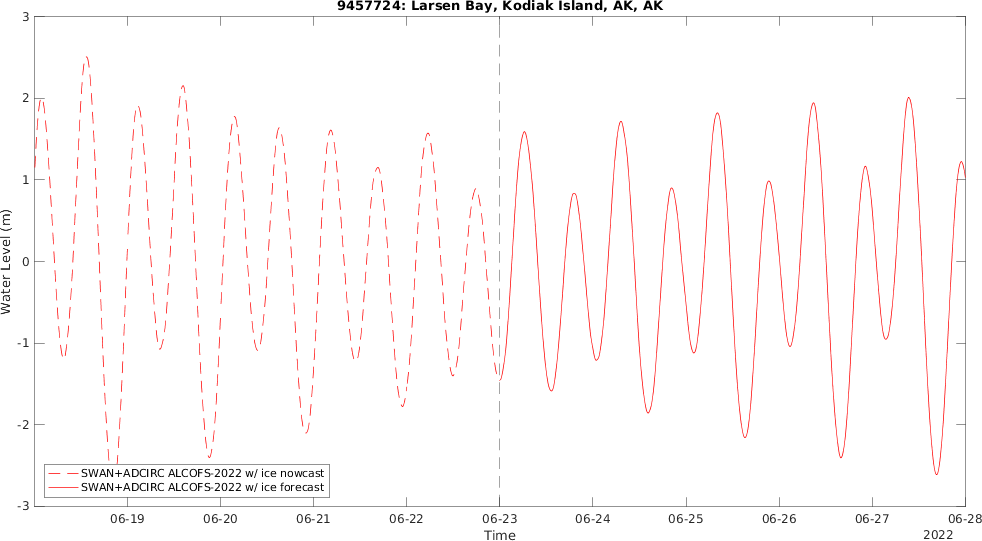 9457724: Larsen Bay, Kodiak Island, AK, AK
3
2
1
0
-1
-2
-3
Water Level (m)
SWAN+ADCIRC ALCOFS-2022 w/ ice nowcast
SWAN+ADCIRC ALCOFS-2022 w/ ice forecast
06-19 06-20 06-21 06-22 06-23 06-24 06-25 06-26 06-27 06-28
Time
2022